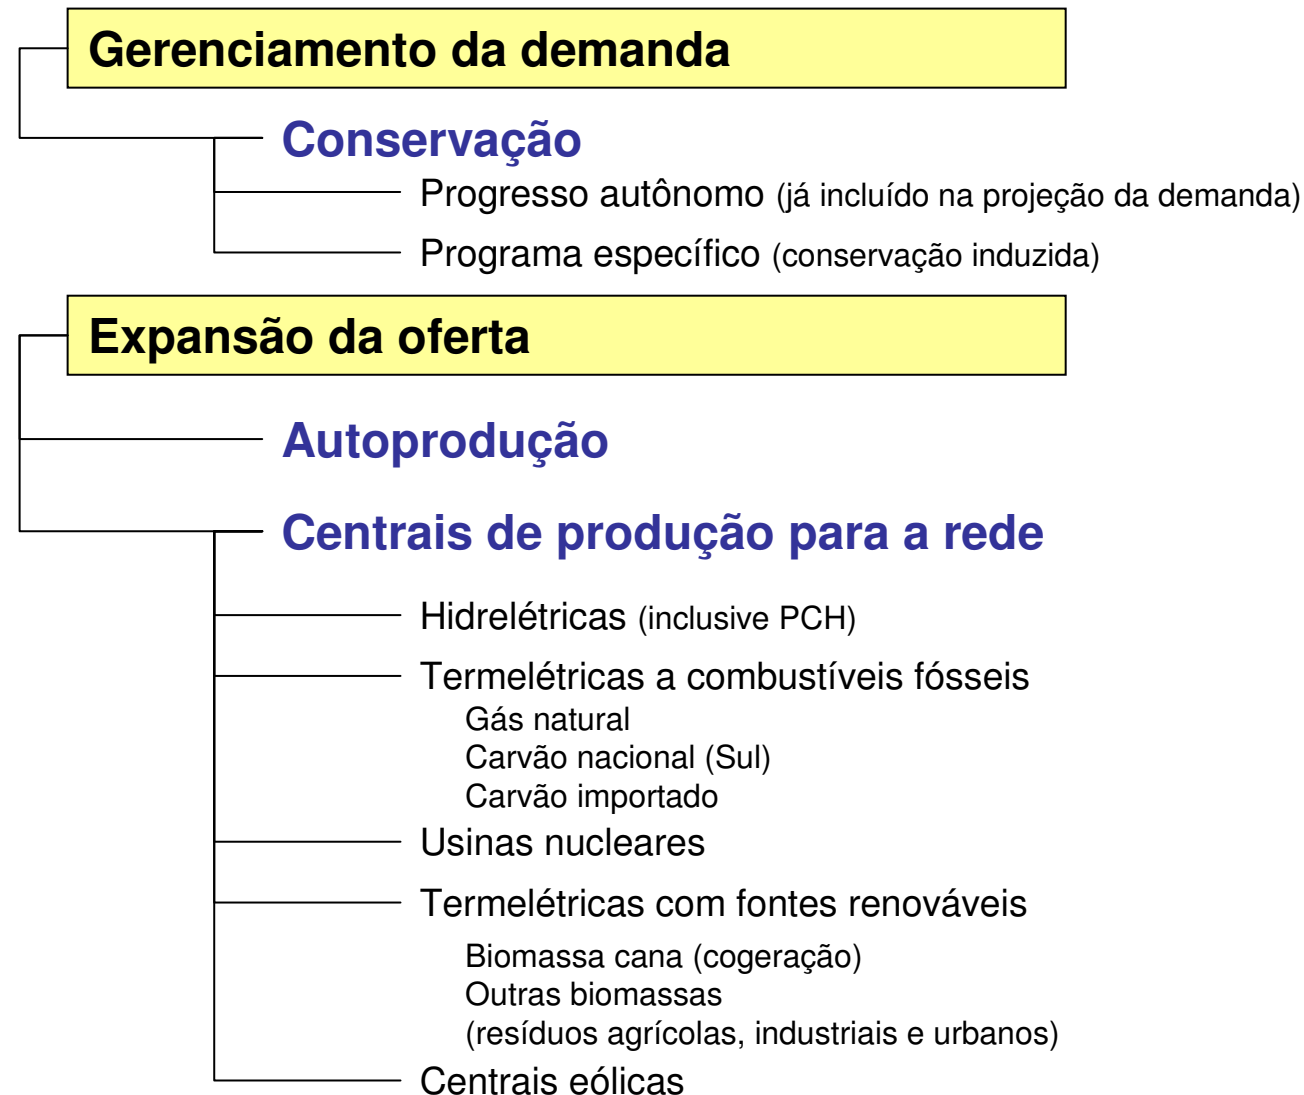 Gerenciamento da demanda
Conservação
Progresso autônomo (já incluído na projeção da demanda)
Programa específico (conservação induzida)
Expansão da oferta
Autoprodução
Centrais de produção para a rede
Hidrelétricas (inclusive PCH)
Termelétricas a combustíveis fósseis
Gás natural
Carvão nacional (Sul)
Carvão importado
Usinas nucleares
Termelétricas com fontes renováveis
Biomassa cana (cogeração)
Outras biomassas
(resíduos agrícolas, industriais e urbanos)
Centrais eólicas